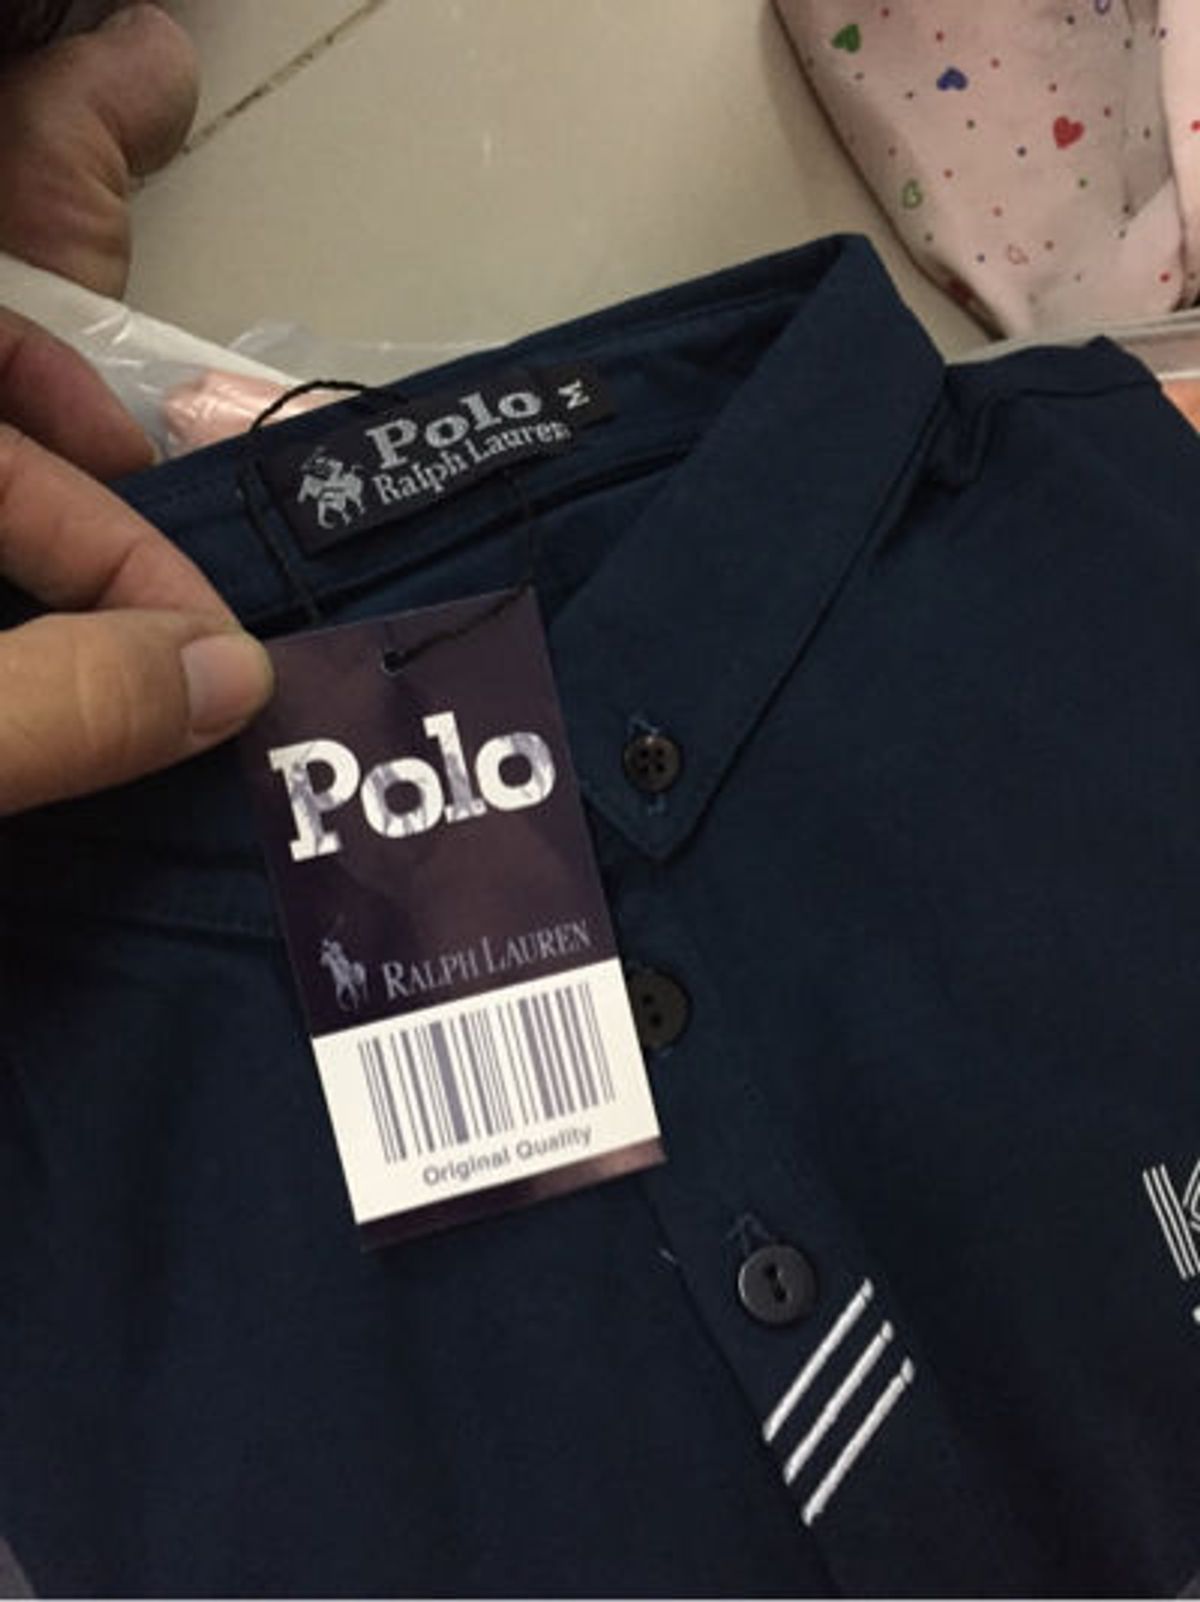 Polo
Ralph Lauren
M
Polo
RALPH LAUREN
Original Quality